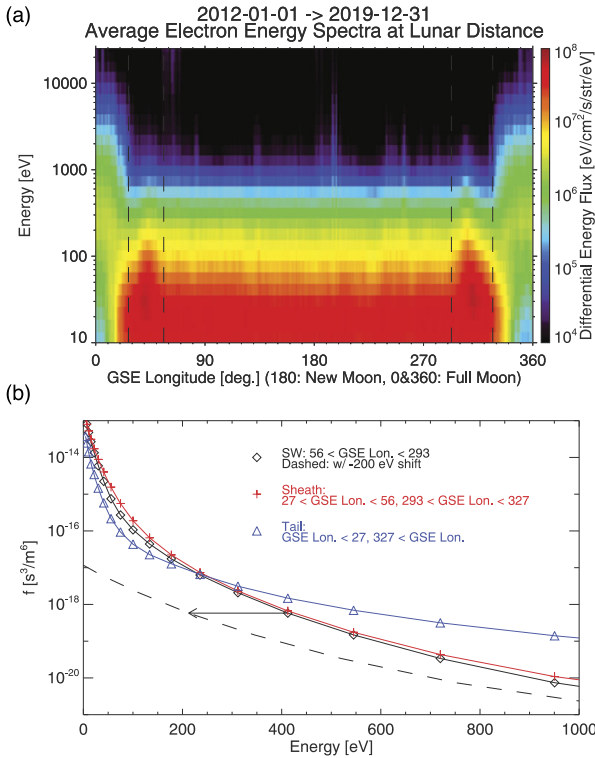 2012-01-01 -> 2019-12-31
(a)
Average Electron Energy Spectra at Lunar Distance
10000
1000
100
10
Energy [eV]
0
90
180
270
360
GSE Longitude [deg.] (180: New Moon, 0&360: Full Moon)
10^8
10^7
10^6
10^5
10^4
Differential Energy Flux [eV/cm^2/s/str/eV]
(b)
10^-14
10^-16
10^-18
10^-20
f [s^3/m^6]
SW: 56 < GSE Lon. < 293
Dashed: w/ -200 eV shift
Sheath:
27 < GSE Lon. < 56, 293 < GSE Lon. < 327
Tail:
GSE Lon. < 27, 327 < GSE Lon.
0
200
400
600
800
1000
Energy [eV]